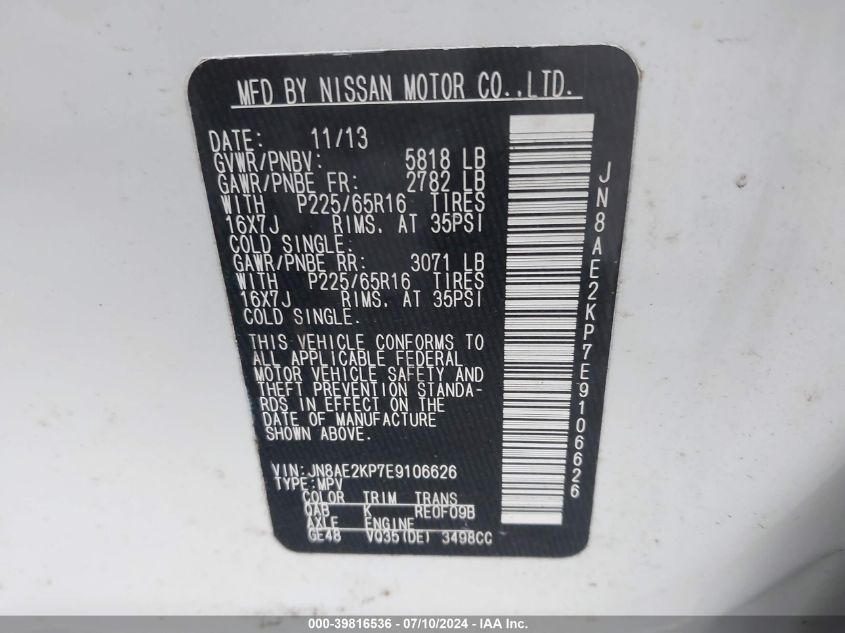 MFD BY NISSAN MOTOR CO.,LTD.
DATE: 11/13
GVWR/PNBV: 5818 LB
GAWR/PNBE FR: 2782 LB
WITH P225/65R16 TIRES
16X7J RIMS, AT 35PSI
COLD SINGLE.
GAWR/PNBE RR: 3071 LB
WITH P225/65R16 TIRES
16X7J RIMS, AT 35PSI
COLD SINGLE.
THIS VEHICLE CONFORMS TO
ALL APPLICABLE FEDERAL
MOTOR VEHICLE SAFETY AND
THEFT PREVENTION STANDA-
RDS IN EFFECT ON THE
DATE OF MANUFACTURE
SHOWN ABOVE.
VIN:JN8AE2KP7E9106626
TYPE:MPV
COLOR TRIM TRANS
QAB K RE0F09B
AXLE ENGINE
GE48 VQ35(DE) 3498CC
JN8AE2KP7E9106626
000-39816536 - 07/10/2024 - IAA Inc.